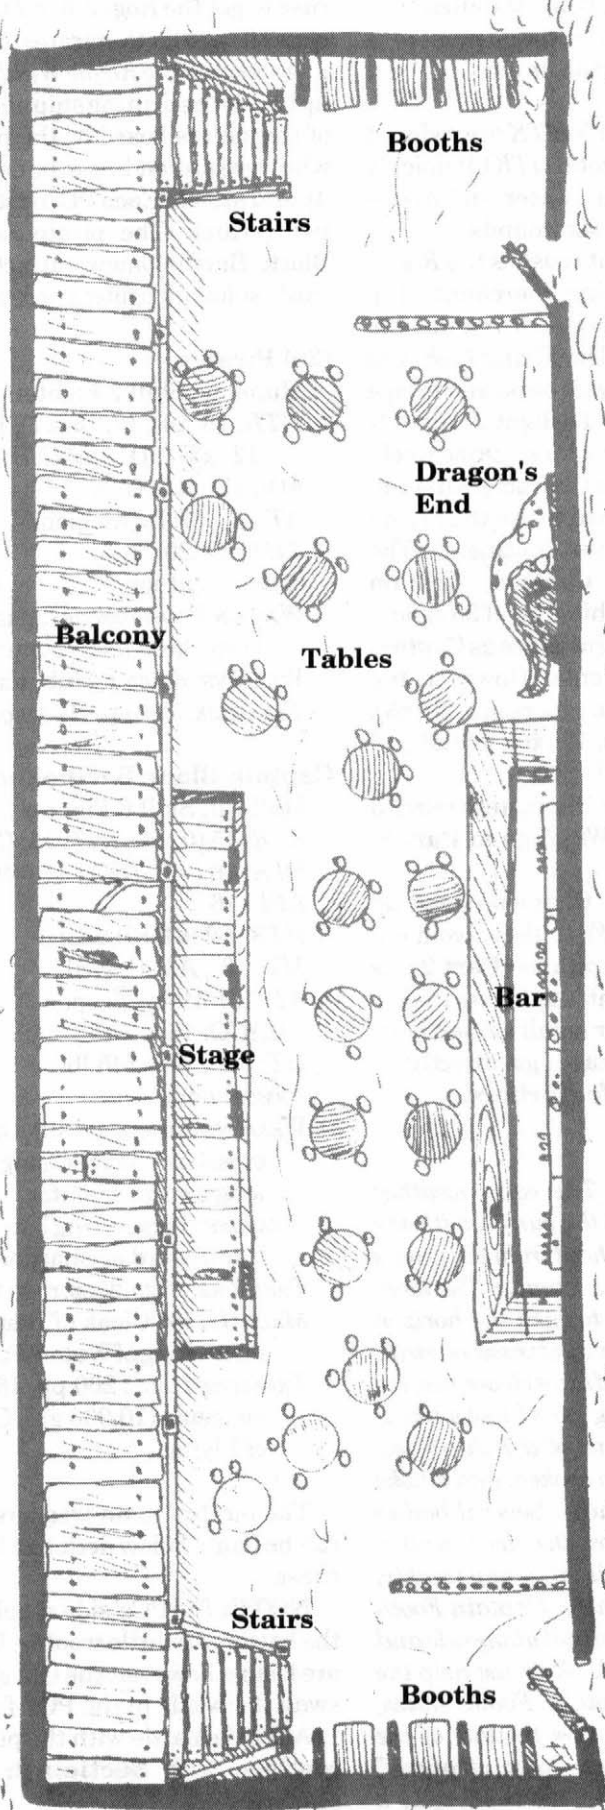 Booths
Stairs
Dragon's
End
Balcony
Tables
Bar
Stage
Stairs
Booths